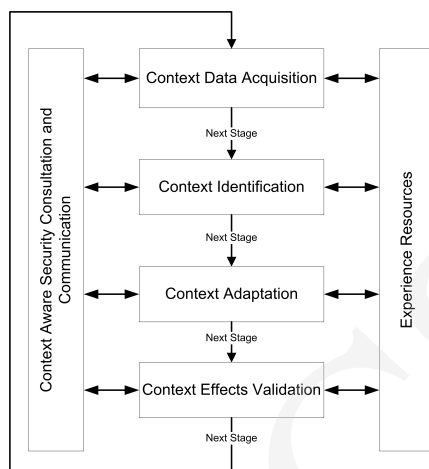 Context Data Acquisition
Next Stage
Context Identification
Next Stage
Context Adaptation
Next Stage
Context Effects Validation
Next Stage
Context Aware Security Consultation and
Communication
Experience Resources